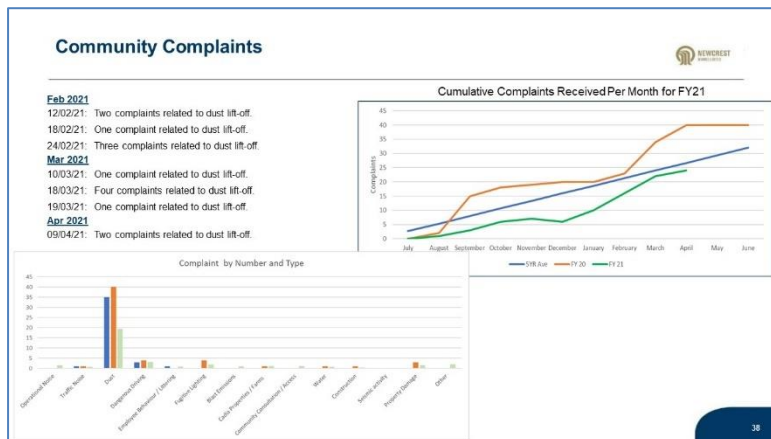 Community Complaints
NEWCREST
Feb 2021
12/02/21: Two complaints related to dust lift-off.
18/02/21: One complaint related to dust lift-off.
24/02/21: Three complaints related to dust lift-off.
Mar 2021
10/03/21: One complaint related to dust lift-off.
18/03/21: Four complaints related to dust lift-off.
19/03/21: One complaint related to dust lift-off.
Apr 2021
09/04/21: Two complaints related to dust lift-off.
Cumulative Complaints Received Per Month for FY21
Complaints
45
40
35
30
25
20
15
10
5
0
July August September October November December January February March April May June
5YR Ave FY 20 FY 21
Complaint by Number and Type
45
40
35
30
25
20
15
10
5
0
Operational Noise
Traffic Noise
Dust
Dangerous Driving
Employee Behaviour / Littering
Fugitive Lighting
Blast Emissions
Cadia Properties / Farms
Community Consultation / Access
Water
Construction
Seismic activity
Property Damage
Other
38